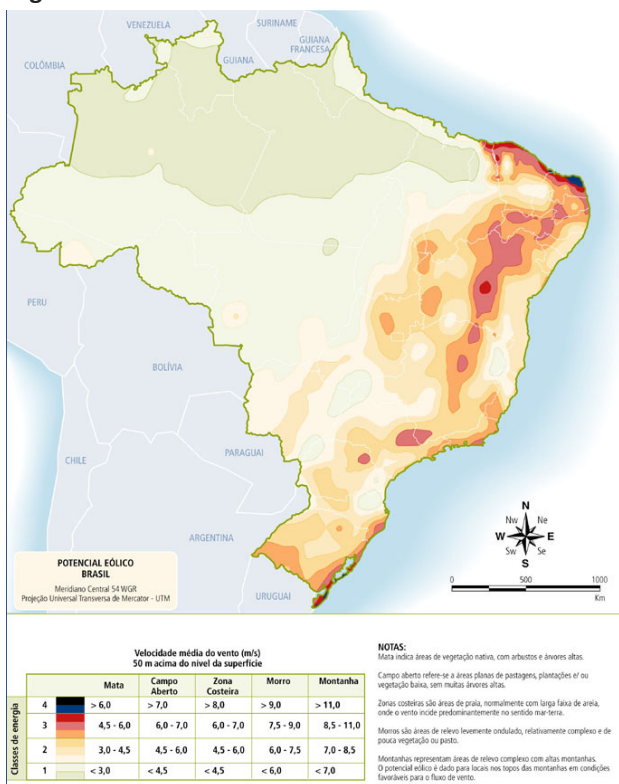 VENEZUELA
SURINAME
GUIANA
FRANCESA
GUIANA
COLÔMBIA
PERU
BOLÍVIA
PARAGUAI
CHILE
ARGENTINA
URUGUAI
N
Nw Ne
W E
Sw Se
S
0 500 1000
Km
POTENCIAL EÓLICO
BRASIL
Meridiano Central 54 WGR
Projeção Universal Transversa de Mercator - UTM
Velocidade média do vento (m/s)
50 m acima do nível da superfície
Mata Campo Aberto Zona Costeira Morro Montanha
Classes de energia
4 > 6,0 > 7,0 > 8,0 > 9,0 > 11,0
3 4,5 - 6,0 6,0 - 7,0 6,0 - 7,0 7,5 - 9,0 8,5 - 11,0
2 3,0 - 4,5 4,5 - 6,0 4,5 - 6,0 6,0 - 7,5 7,0 - 8,5
1 < 3,0 < 4,5 < 4,5 < 6,0 < 7,0
NOTAS:
Mata indica áreas de vegetação nativa, com arbustos e árvores altas.
Campo aberto refere-se a áreas planas de pastagens, plantações e/ ou
vegetação baixa, sem muitas árvores altas.
Zonas costeiras são áreas de praia, normalmente com larga faixa de areia,
onde o vento incide predominantemente no sentido mar-terra.
Morros são áreas de relevo levemente ondulado, relativamente complexo e de
pouca vegetação ou pasto.
Montanhas representam áreas de relevo complexo com altas montanhas.
O potencial eólico é dado para locais nos topos das montanhas em condições
favoráveis para o fluxo de vento.